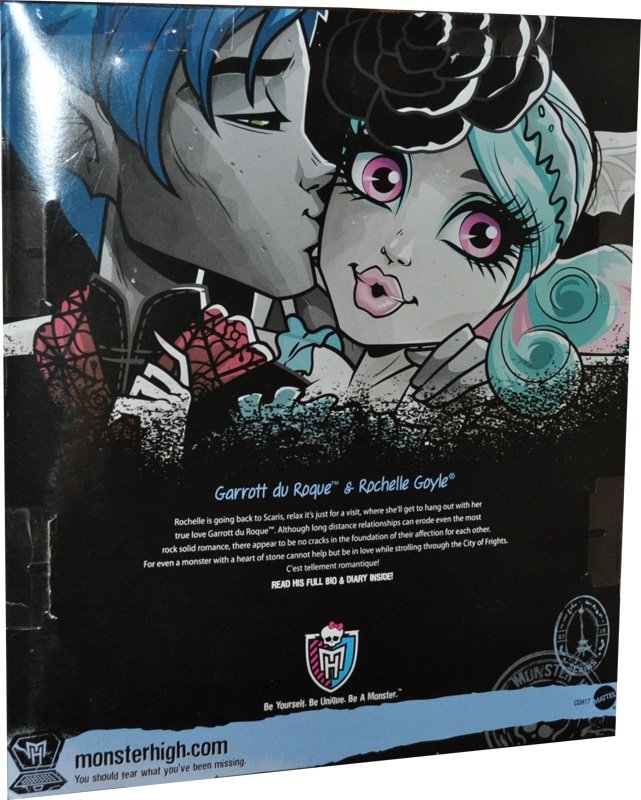 Garrott du Roque™ & Rochelle Goyle®
Rochelle is going back to Scaris, relax it's just for a visit, where she'll get to hang out with her
true love Garrott du Roque™. Although long distance relationships can erode even the most
rock solid romance, there appear to be no cracks in the foundation of their affection for each other.
For even a monster with a heart of stone cannot help but be in love while strolling through the City of Frights.
C'est tellement romantique!
READ HIS FULL BIO & DIARY INSIDE!
Be Yourself. Be Unique. Be A Monster.™
SCARIS
MONSTER
CGH17
MATTEL
monsterhigh.com
You should fear what you've been missing.